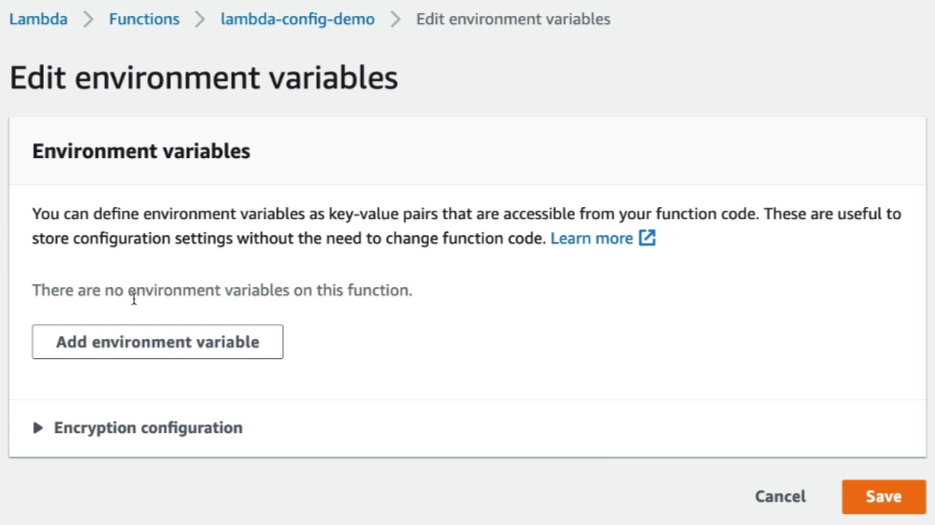 Lambda > Functions > lambda-config-demo > Edit environment variables
Edit environment variables
Environment variables
You can define environment variables as key-value pairs that are accessible from your function code. These are useful to
store configuration settings without the need to change function code. Learn more
There are no environment variables on this function.
Add environment variable
Encryption configuration
Cancel Save